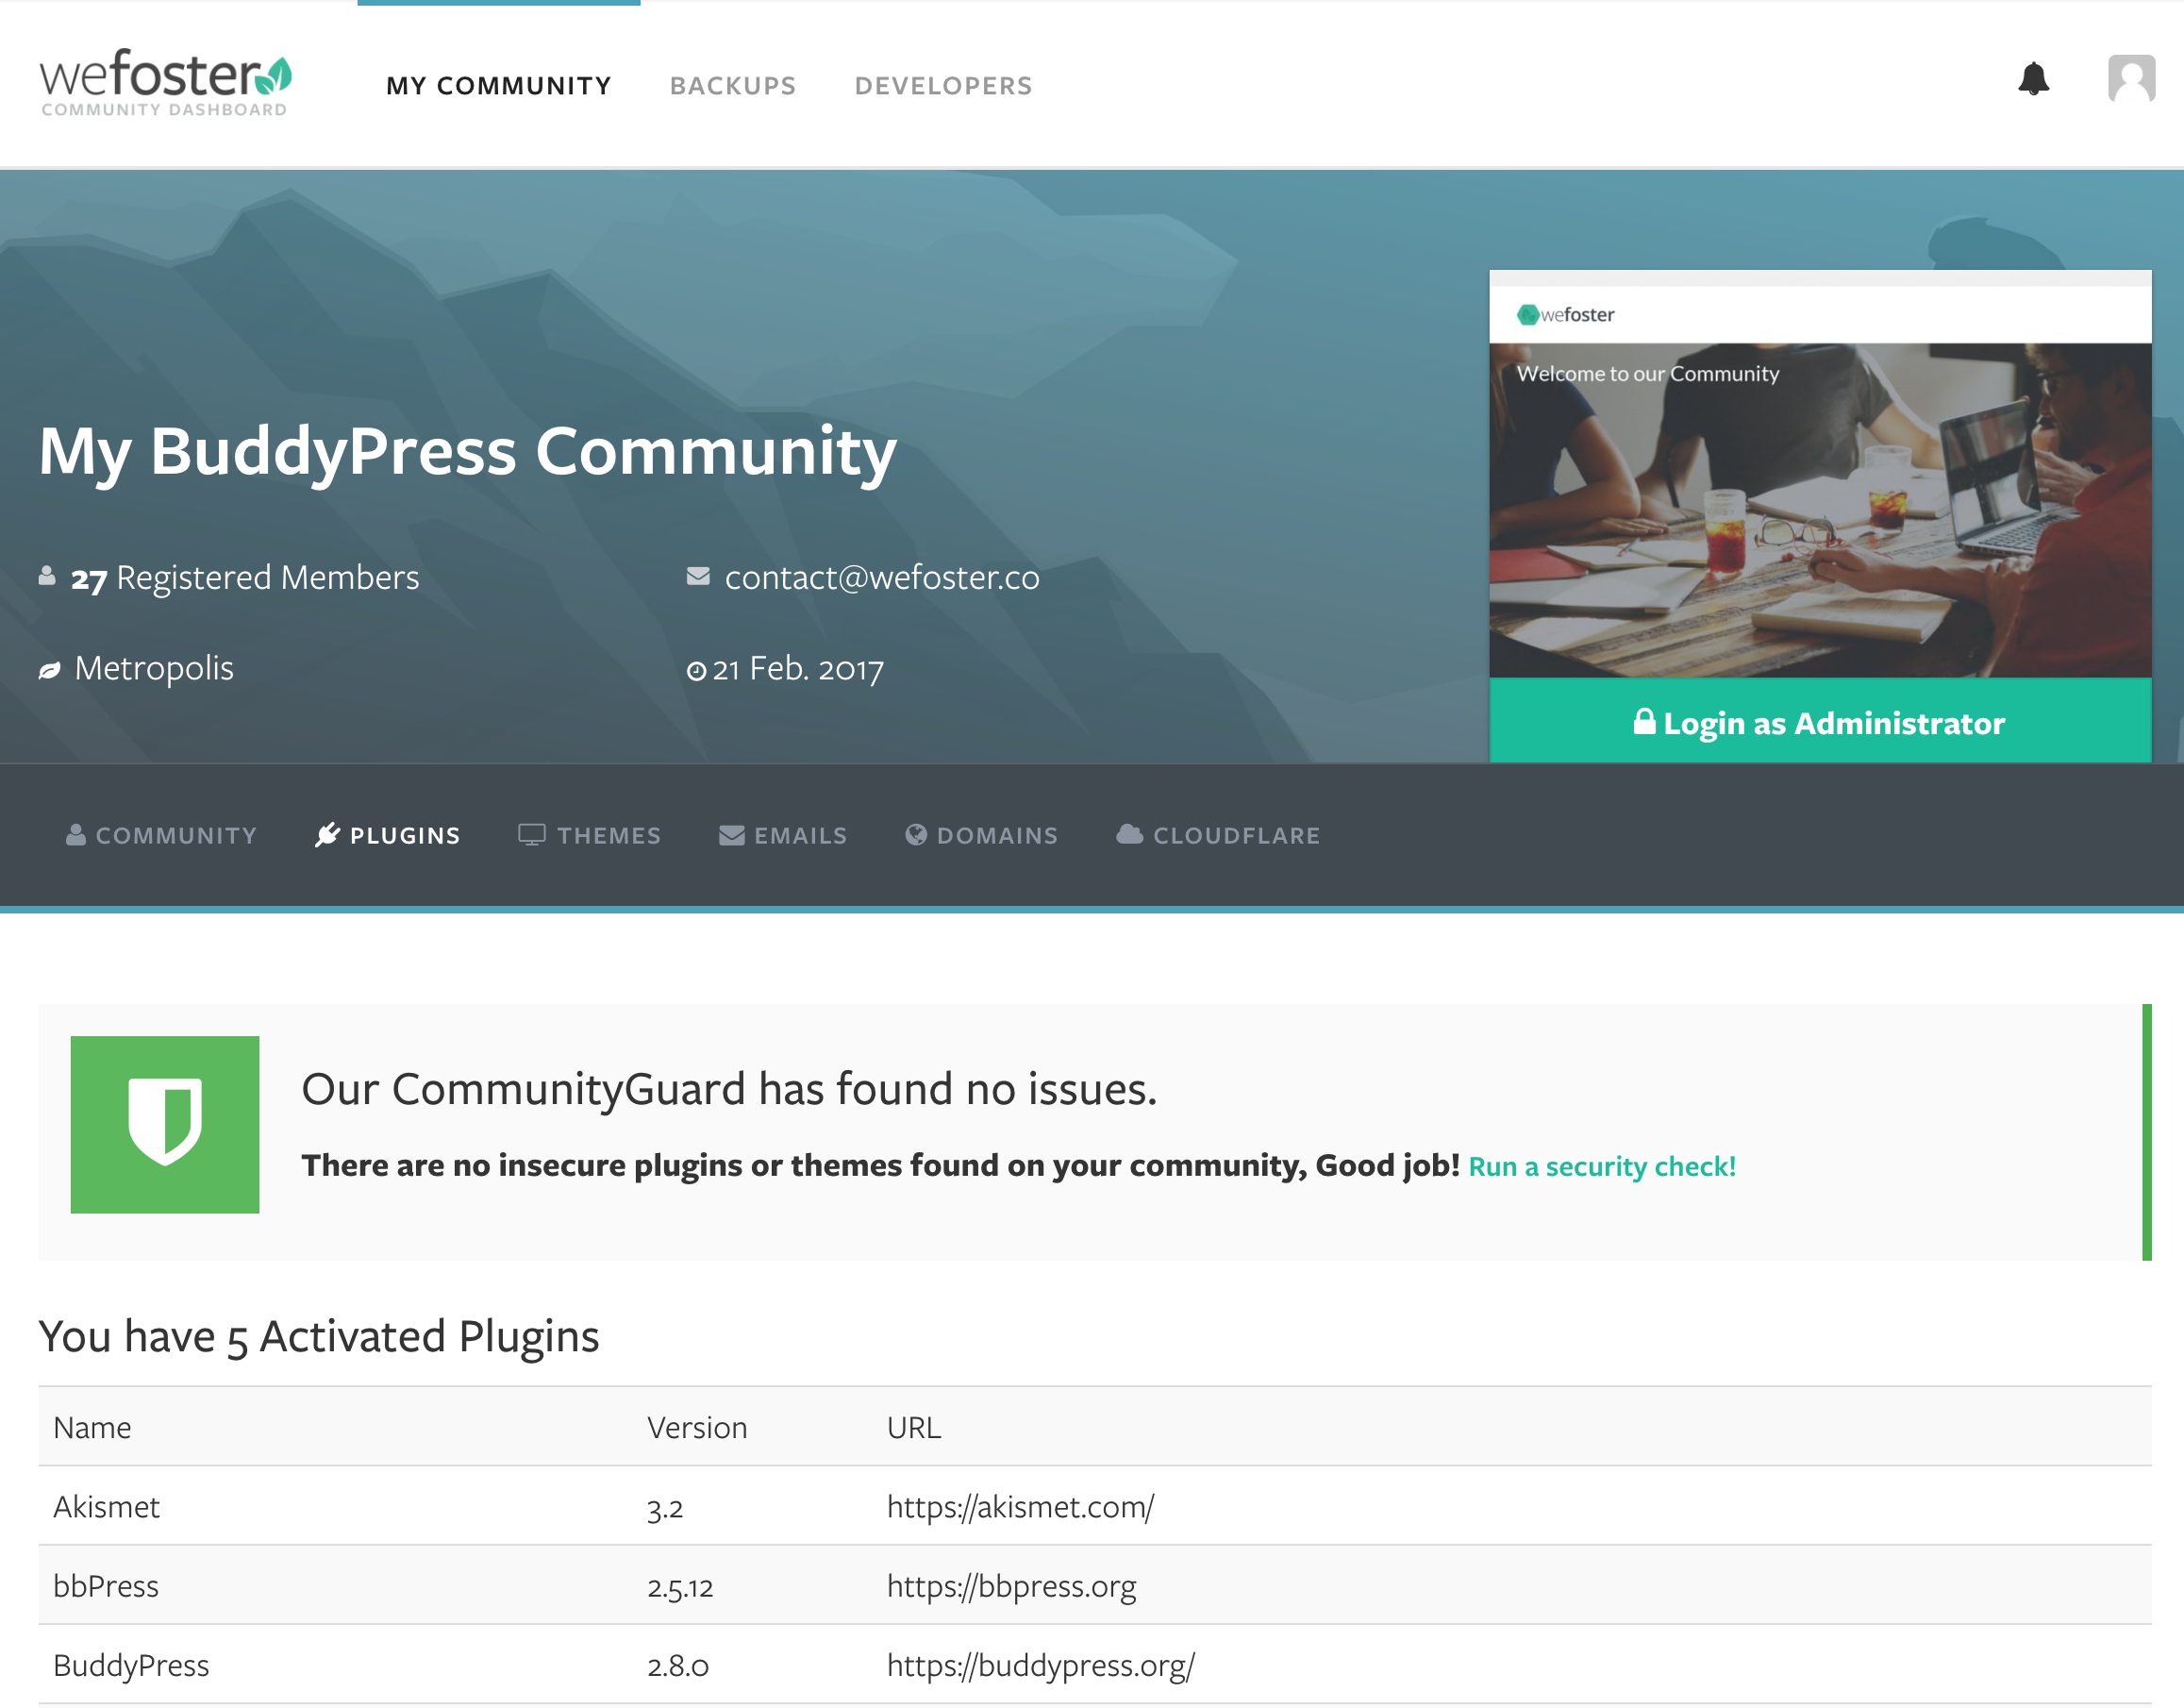 wefoster
COMMUNITY DASHBOARD
MY COMMUNITY BACKUPS DEVELOPERS
wefoster
Welcome to our Community
My BuddyPress Community
27 Registered Members contact@wefoster.co
Metropolis 21 Feb. 2017
Login as Administrator
COMMUNITY PLUGINS THEMES EMAILS DOMAINS CLOUDFLARE
Our CommunityGuard has found no issues.
There are no insecure plugins or themes found on your community, Good job! Run a security check!
You have 5 Activated Plugins
Name Version URL
Akismet 3.2 https://akismet.com/
bbPress 2.5.12 https://bbpress.org
BuddyPress 2.8.0 https://buddypress.org/